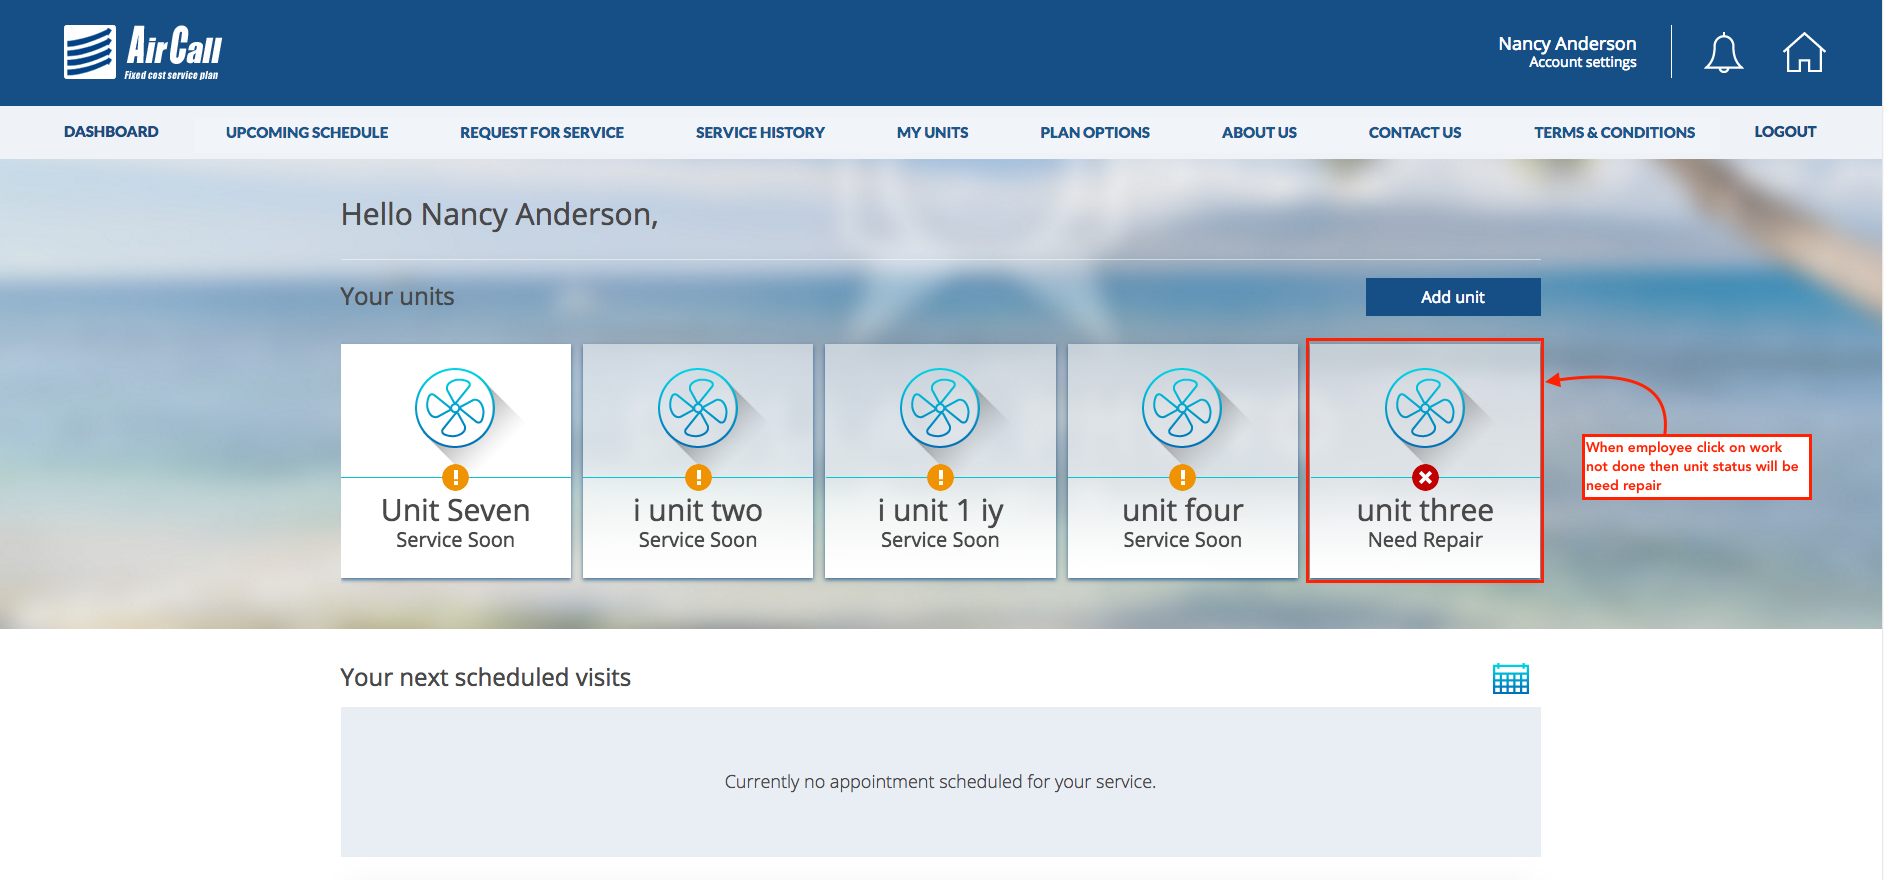 AirCall
Fixed cost service plan
Nancy Anderson
Account settings
DASHBOARD
UPCOMING SCHEDULE
REQUEST FOR SERVICE
SERVICE HISTORY
MY UNITS
PLAN OPTIONS
ABOUT US
CONTACT US
TERMS & CONDITIONS
LOGOUT
Hello Nancy Anderson,
Your units
Add unit
Unit Seven
Service Soon
i unit two
Service Soon
i unit 1 iy
Service Soon
unit four
Service Soon
unit three
Need Repair
When employee click on work
not done then unit status will be
need repair
Your next scheduled visits
Currently no appointment scheduled for your service.